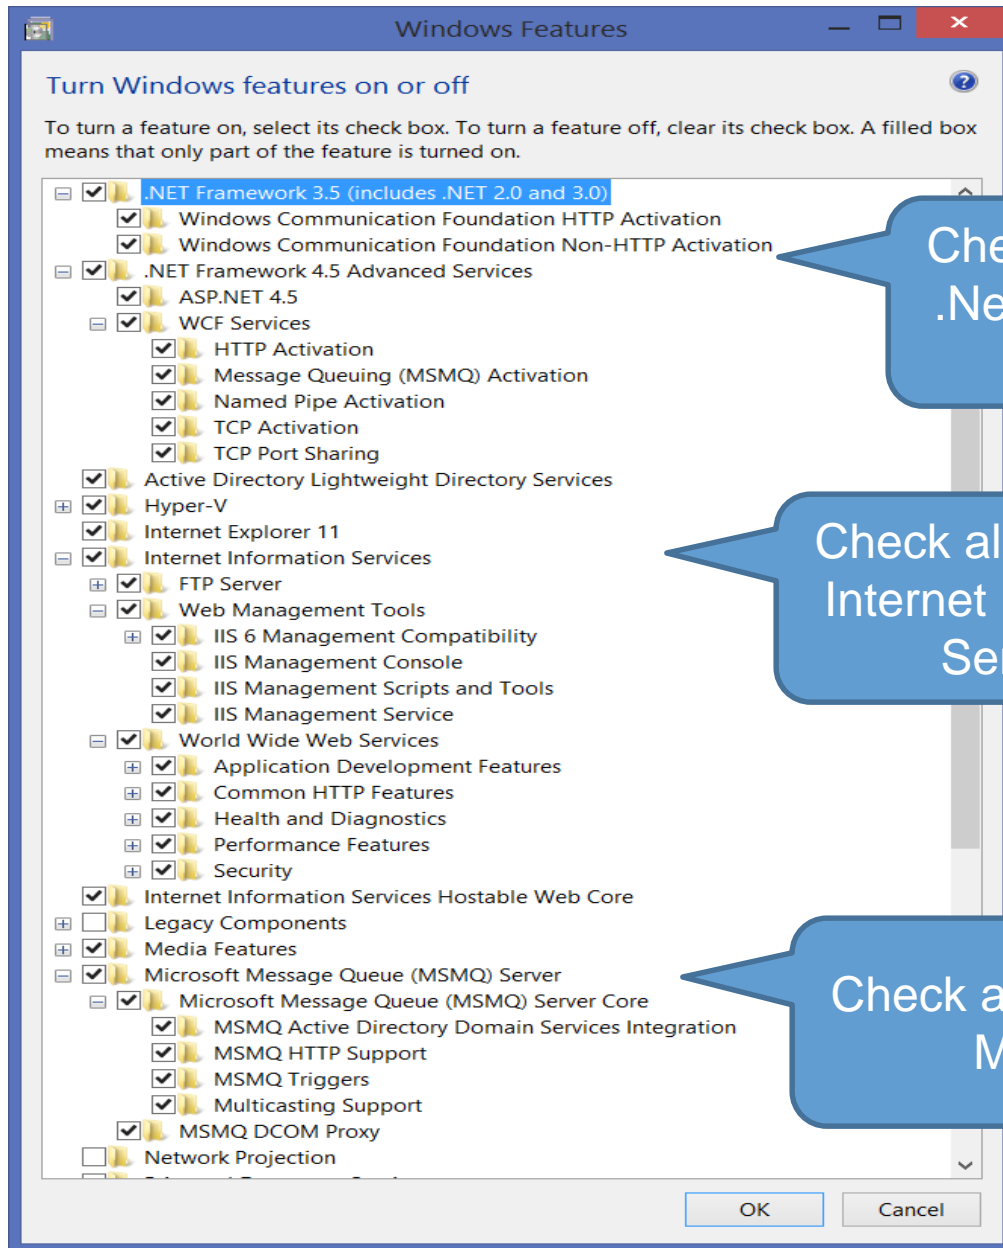 Windows Features
Turn Windows features on or off
To turn a feature on, select its check box. To turn a feature off, clear its check box. A filled box
means that only part of the feature is turned on.
.NET Framework 3.5 (includes .NET 2.0 and 3.0)
Windows Communication Foundation HTTP Activation
Windows Communication Foundation Non-HTTP Activation
.NET Framework 4.5 Advanced Services
ASP.NET 4.5
WCF Services
HTTP Activation
Message Queuing (MSMQ) Activation
Named Pipe Activation
TCP Activation
TCP Port Sharing
Active Directory Lightweight Directory Services
Hyper-V
Internet Explorer 11
Internet Information Services
FTP Server
Web Management Tools
IIS 6 Management Compatibility
IIS Management Console
IIS Management Scripts and Tools
IIS Management Service
World Wide Web Services
Application Development Features
Common HTTP Features
Health and Diagnostics
Performance Features
Security
Internet Information Services Hostable Web Core
Legacy Components
Media Features
Microsoft Message Queue (MSMQ) Server
Microsoft Message Queue (MSMQ) Server Core
MSMQ Active Directory Domain Services Integration
MSMQ HTTP Support
MSMQ Triggers
Multicasting Support
MSMQ DCOM Proxy
Network Projection
OK
Cancel
Check
Internet
Check